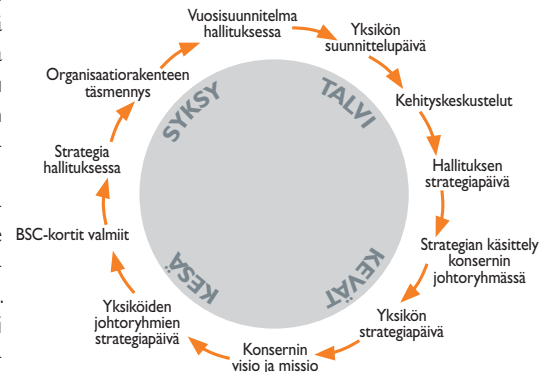 Vuosisuunnitelma
hallituksessa
Yksikön
suunnittelupäivä
Kehityskeskustelut
Hallituksen
strategiapäivä
Strategian käsittely
konsernin
johtoryhmässä
Yksikön
strategiapäivä
Konsernin
visio ja missio
Yksiköiden
johtoryhmien
strategiapäivä
BSC-kortit valmiit
Strategia
hallituksessa
Organisaatiorakenteen
täsmennys
SYKSY
TALVI
KEVÄT
KESÄ